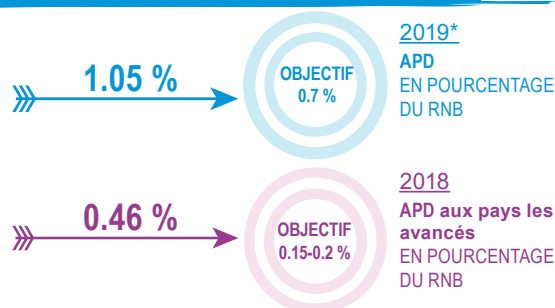 1.05 %
OBJECTIF
0.7 %
2019*
APD
EN POURCENTAGE
DU RNB
0.46 %
OBJECTIF
0.15-0.2 %
2018
APD aux pays les
avancés
EN POURCENTAGE
DU RNB